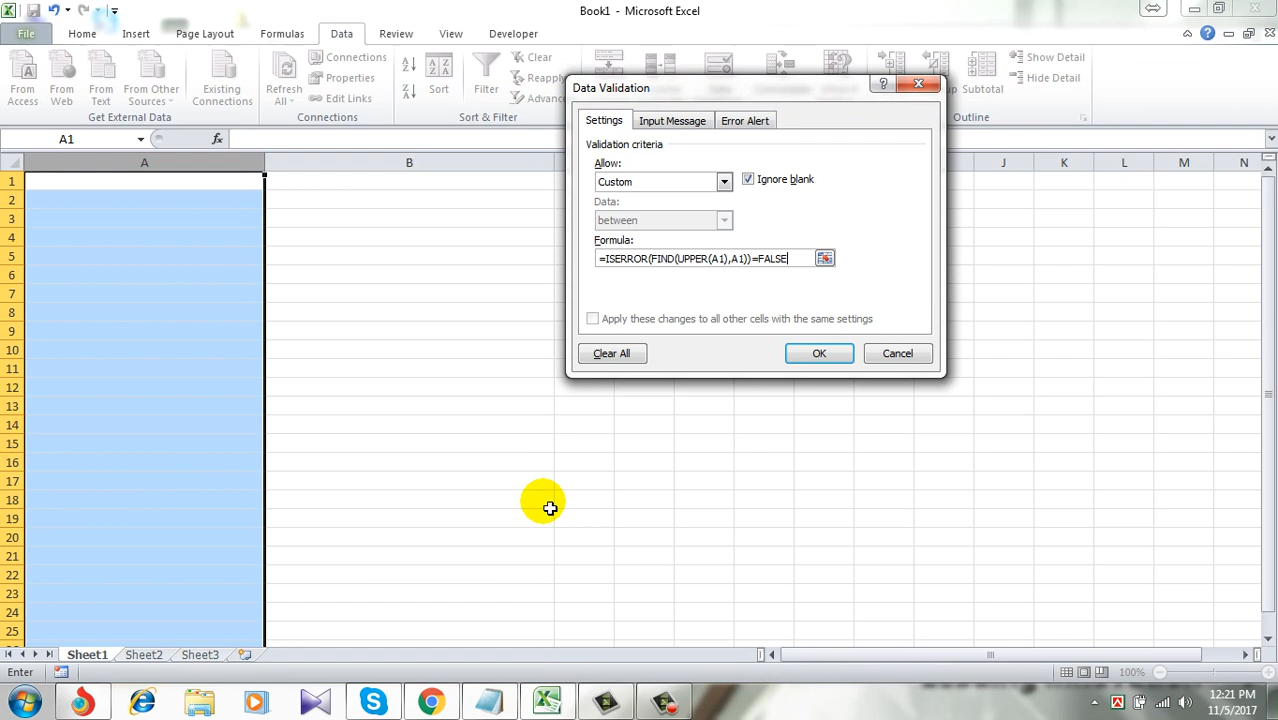 Book1 - Microsoft Excel
File Home Insert Page Layout Formulas Data Review View Developer
From Access
From Web
From Text
From Other Sources
Existing Connections
Get External Data
Refresh All
Connections
Properties
Edit Links
Connections
Sort
Filter
Clear
Reapply
Advance
Sort & Filter
Subtotal
Show Detail
Hide Detail
Outline
A1 fx
A B J K L M N
1
2
3
4
5
6
7
8
9
10
11
12
13
14
15
16
17
18
19
20
21
22
23
24
25
Data Validation
Settings Input Message Error Alert
Validation criteria
Allow:
Custom
Ignore blank
Data:
between
Formula:
=ISERROR(FIND(UPPER(A1),A1))=FALSE
Apply these changes to all other cells with the same settings
Clear All OK Cancel
Sheet1 Sheet2 Sheet3
Enter 100%
12:21 PM
11/5/2017